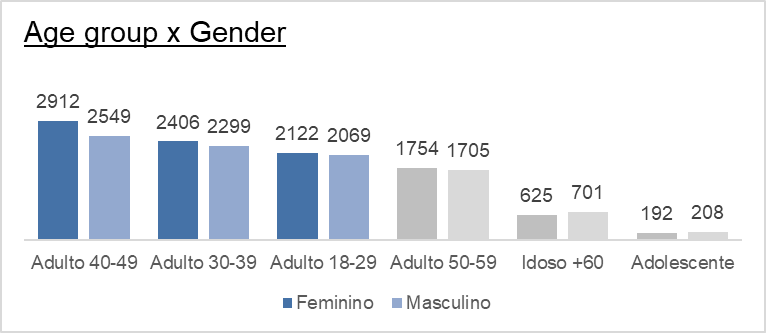 Age group x Gender
2912 2549 2406 2299 2122 2069 1754 1705 625 701 192 208
Adulto 40-49 Adulto 30-39 Adulto 18-29 Adulto 50-59 Idoso +60 Adolescente
Feminino Masculino